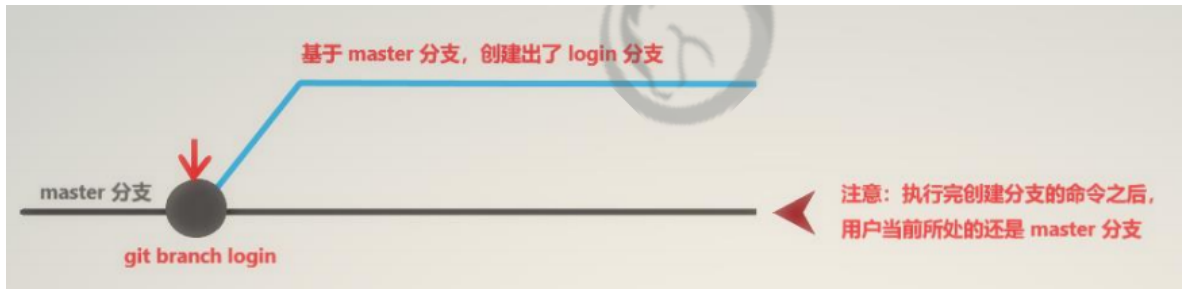 基于 master 分支，创建出了 login 分支
master 分支
git branch login
注意：执行完创建分支的命令之后，
用户当前所处的还是 master 分支